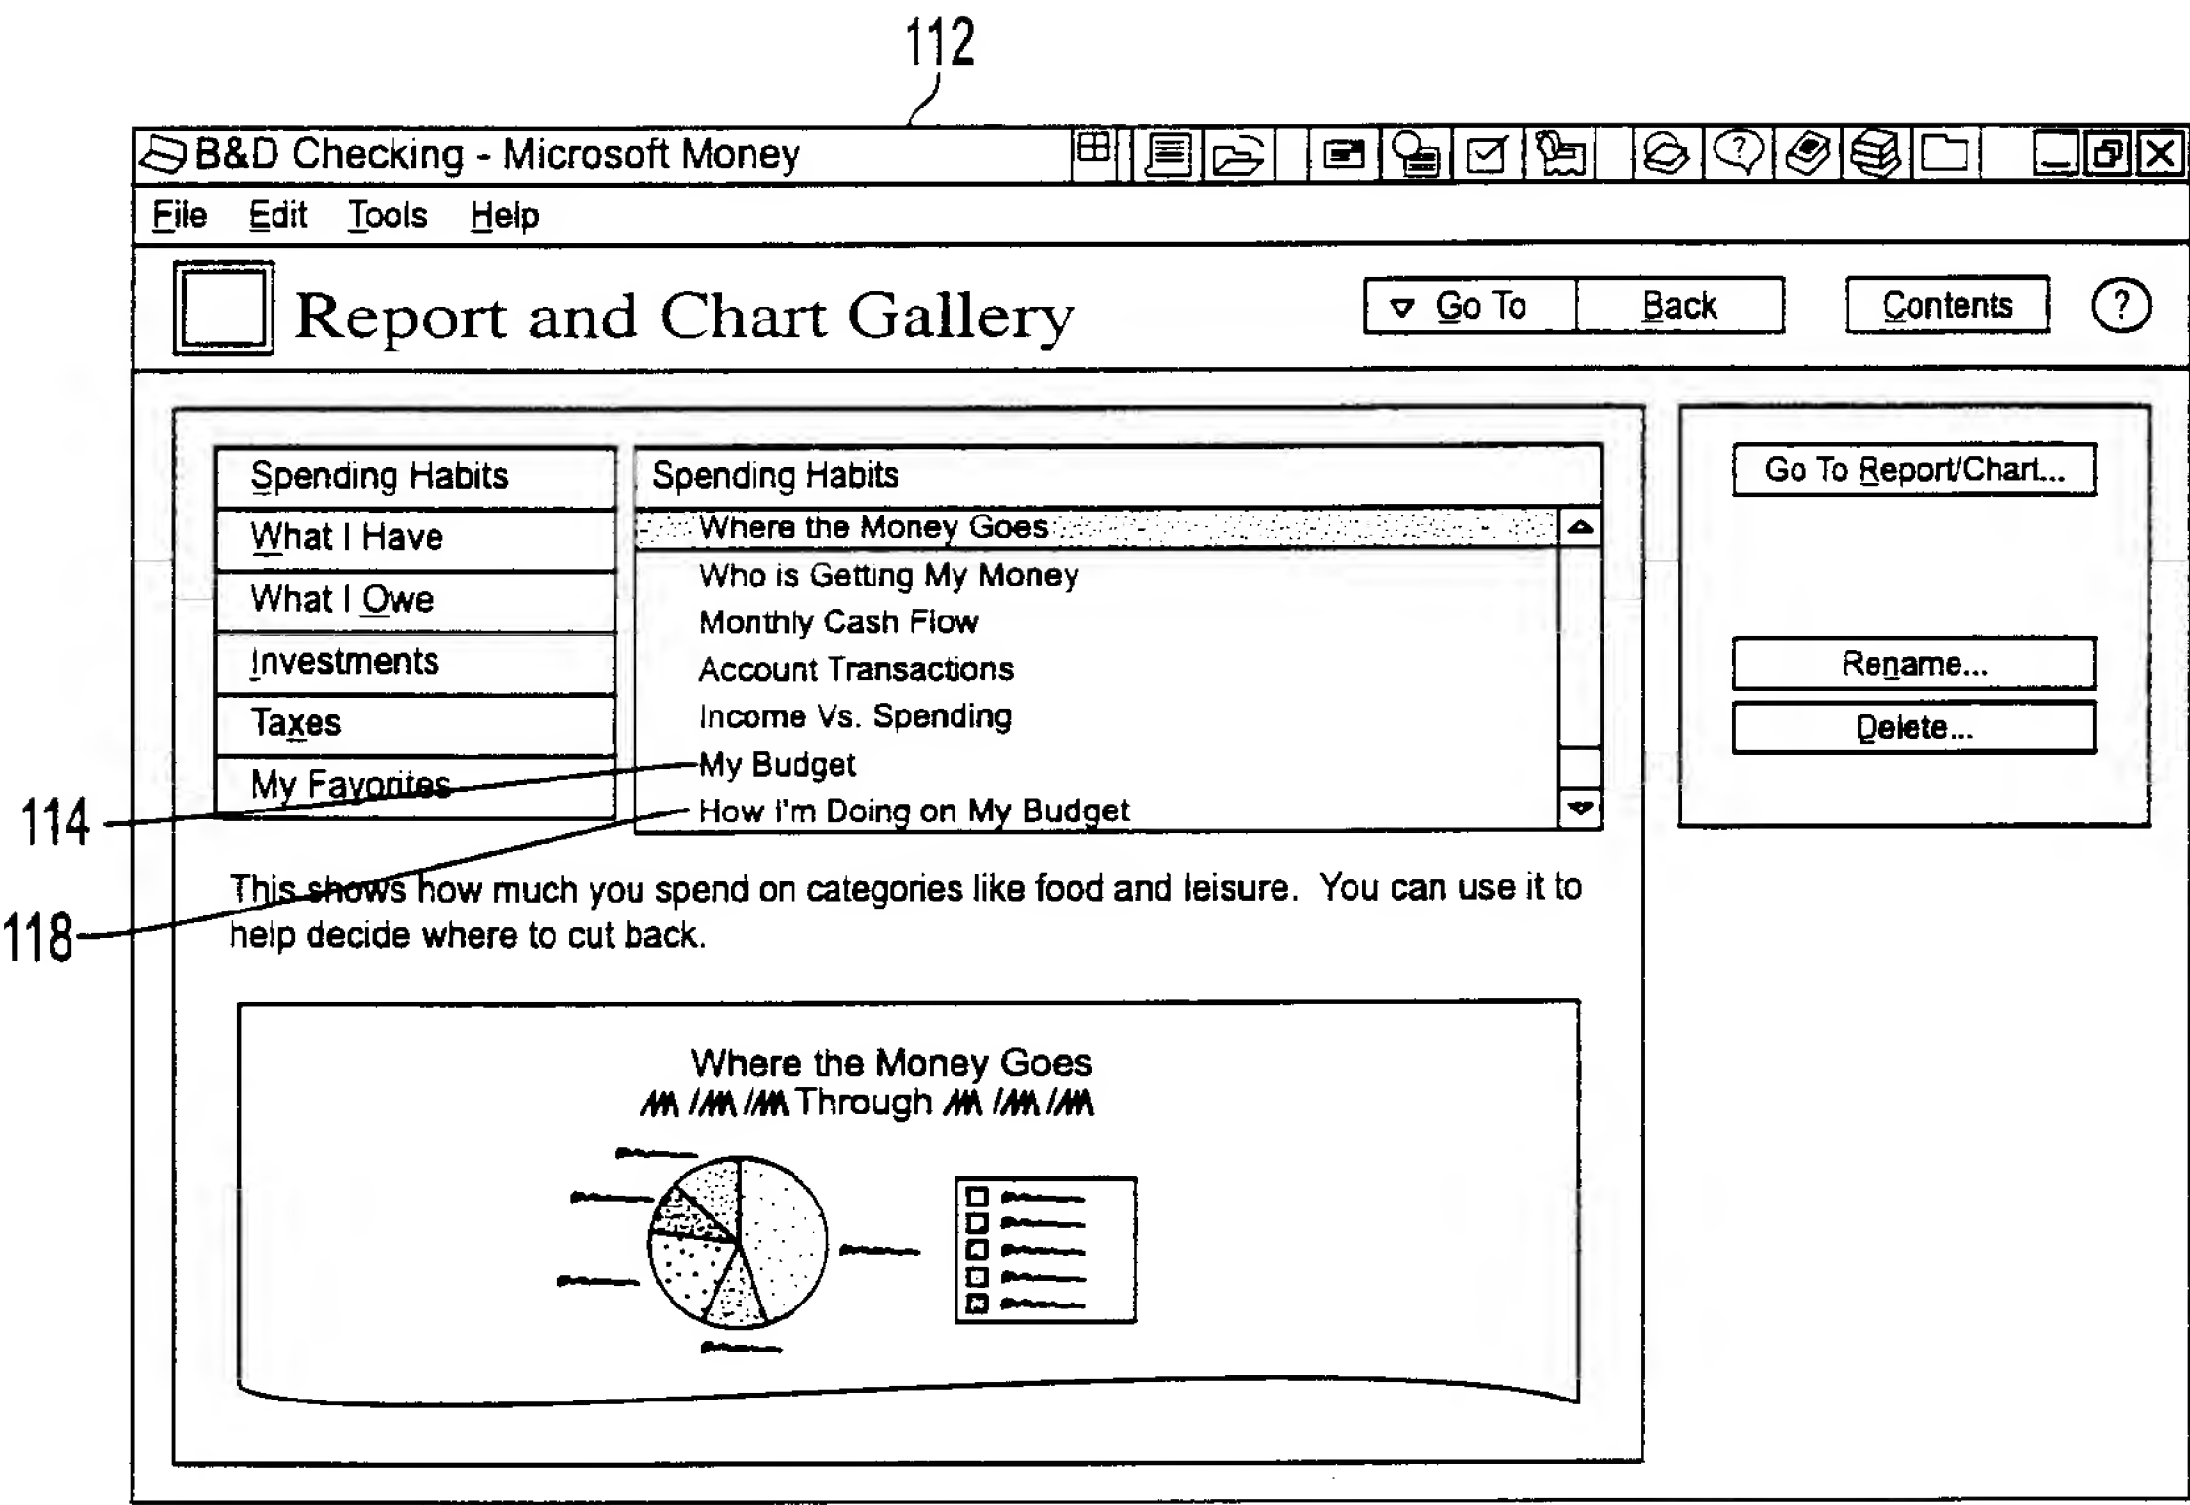 112
B&D Checking - Microsoft Money
File Edit Tools Help
Report and Chart Gallery
Go To Back Contents ?
Spending Habits
What I Have
What I Owe
Investments
Taxes
My Favorites
Spending Habits
Where the Money Goes
Who is Getting My Money
Monthly Cash Flow
Account Transactions
Income Vs. Spending
My Budget
How I'm Doing on My Budget
Go To Report/Chart...
Rename...
Delete...
114
118
This shows how much you spend on categories like food and leisure. You can use it to
help decide where to cut back.
Where the Money Goes
Through